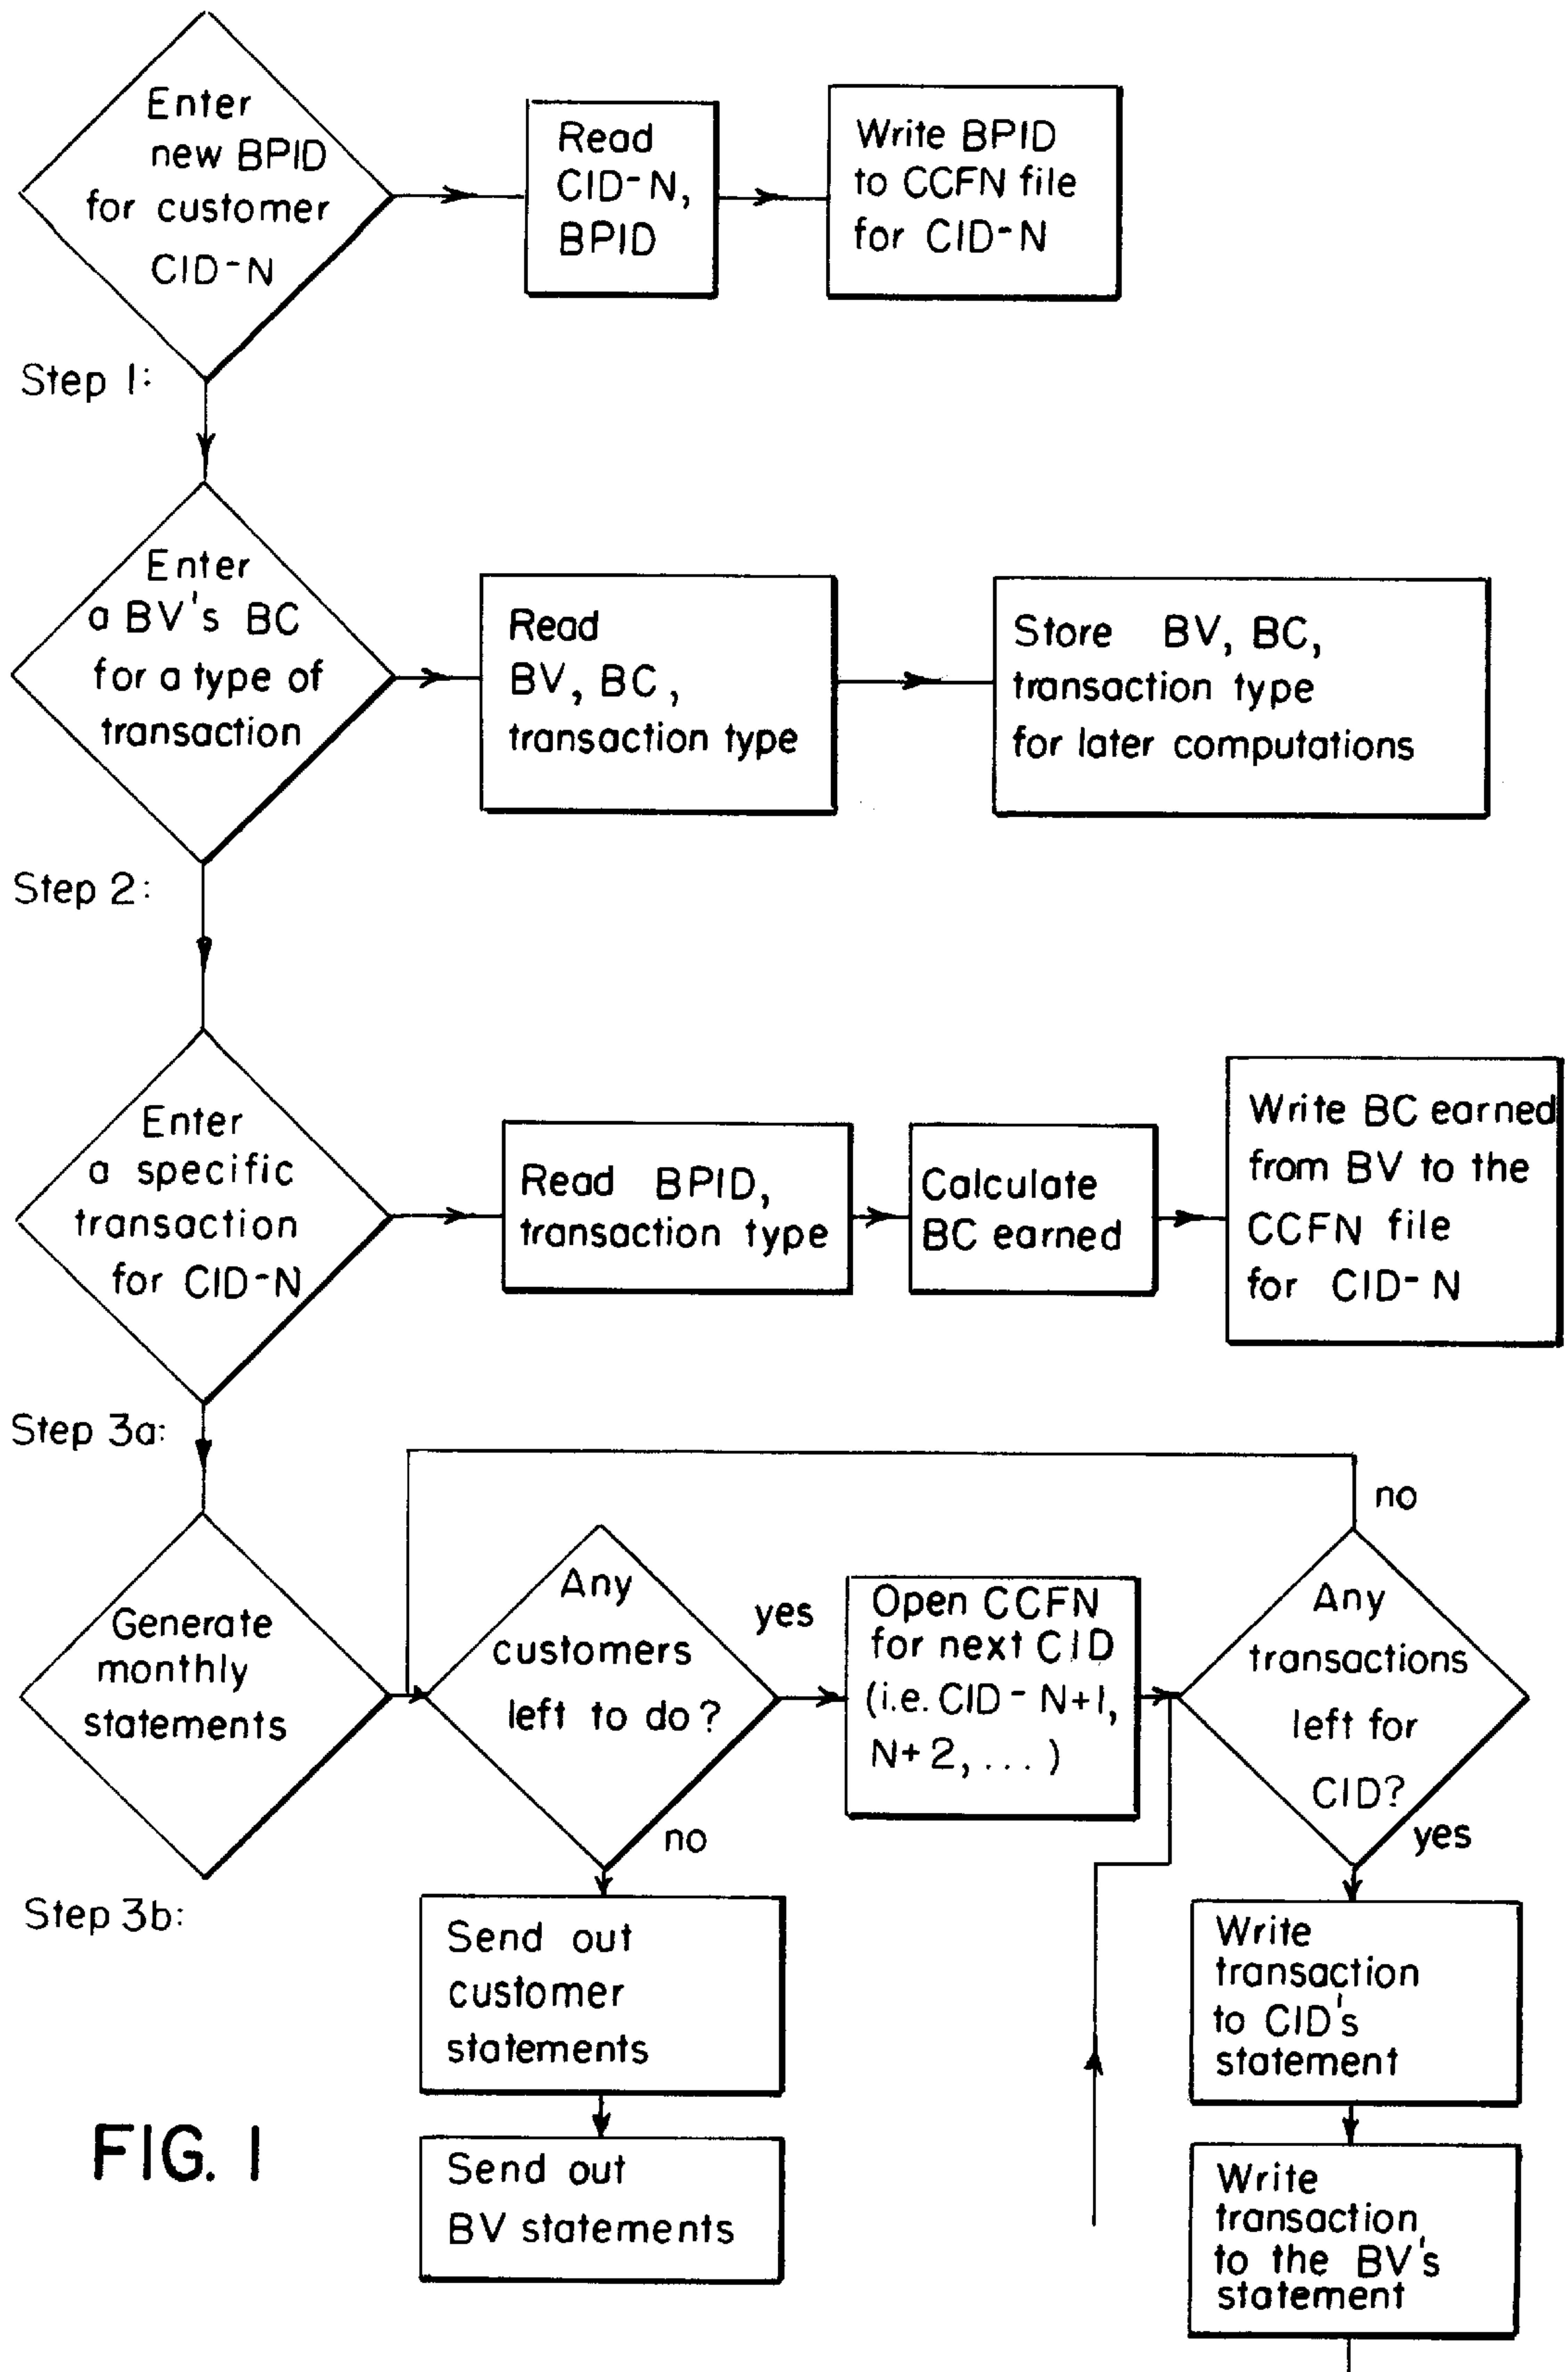 Enter
new BPID
for customer
CID-N
Read
CID-N,
BPID
Write BPID
to CCFN file
for CID-N
Step 1:
Enter
a BV's BC
for a type of
transaction
Read
BV, BC,
transaction type
Store BV, BC,
transaction type
for later computations
Step 2:
Enter
a specific
transaction
for CID-N
Read BPID,
transaction type
Calculate
BC earned
Write BC earned
from BV to the
CCFN file
for CID-N
Step 3a:
Generate
monthly
statements
Any
customers
left to do?
yes
no
Open CCFN
for next CID
(i.e. CID-N+1,
N+2, ...)
no
Any
transactions
left for
CID?
yes
Step 3b:
Send out
customer
statements
Send out
BV statements
Write
transaction
to CID's
statement
Write
transaction
to the BV's
statement
FIG. 1